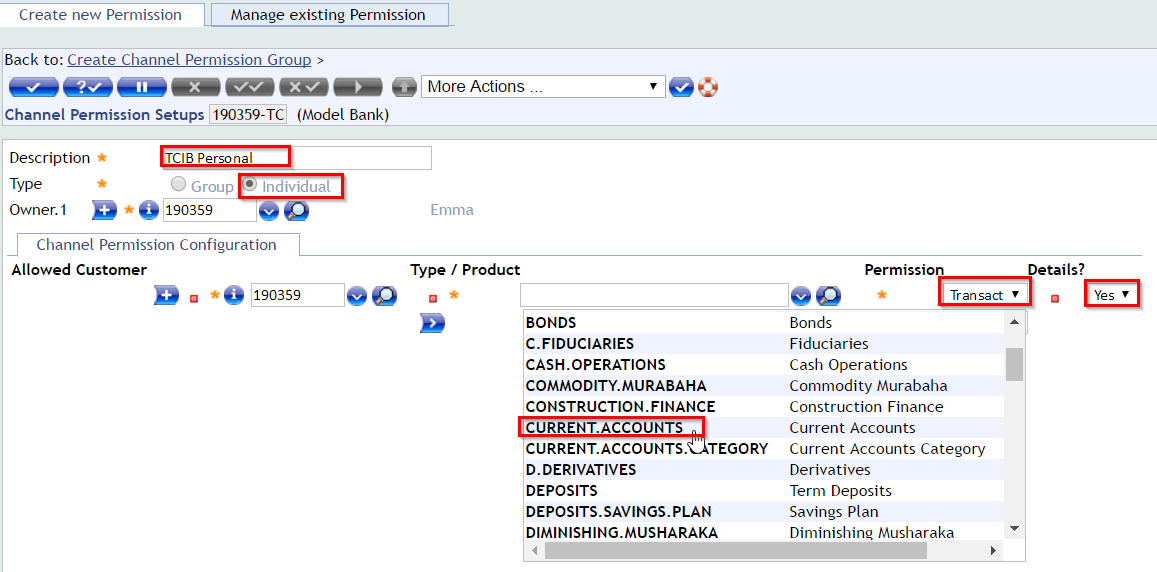 Create new Permission Manage existing Permission
Back to: Create Channel Permission Group >
More Actions ...
Channel Permission Setups 190359-TC (Model Bank)
Description * TCIB Personal
Type * Group Individual
Owner.1 * 190359 Emma
Channel Permission Configuration
Allowed Customer Type / Product Permission Details?
* 190359 * * Transact Yes
BONDS Bonds
C.FIDUCIARIES Fiduciaries
CASH.OPERATIONS Cash Operations
COMMODITY.MURABAHA Commodity Murabaha
CONSTRUCTION.FINANCE Construction Finance
CURRENT.ACCOUNTS Current Accounts
CURRENT.ACCOUNTS.CATEGORY Current Accounts Category
D.DERIVATIVES Derivatives
DEPOSITS Term Deposits
DEPOSITS.SAVINGS.PLAN Savings Plan
DIMINISHING.MUSHARAKA Diminishing Musharaka